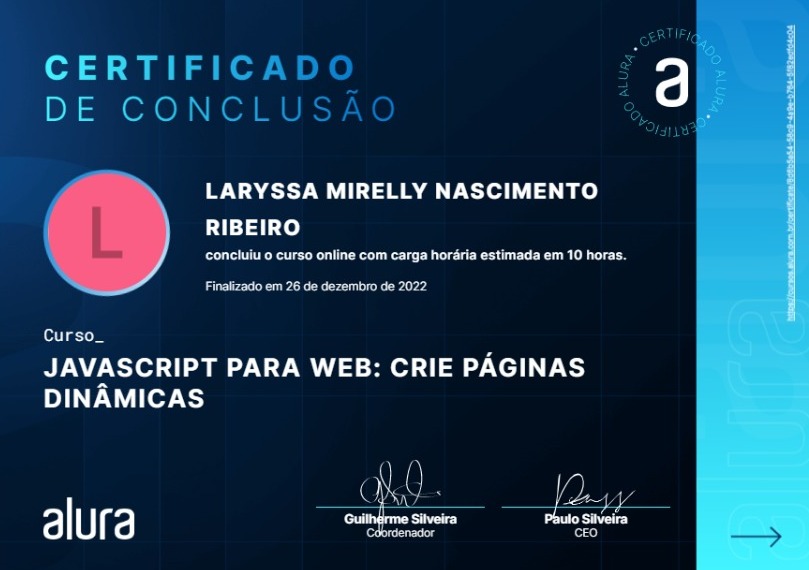 CERTIFICADO
DE CONCLUSÃO
CERTIFICADO ALURA • CERTIFICADO ALURA •
a
L
LARYSSA MIRELLY NASCIMENTO
RIBEIRO
concluiu o curso online com carga horária estimada em 10 horas.
Finalizado em 26 de dezembro de 2022
Curso_
JAVASCRIPT PARA WEB: CRIE PÁGINAS
DINÂMICAS
alura
Guilherme Silveira
Coordenador
Paulo Silveira
CEO
alura